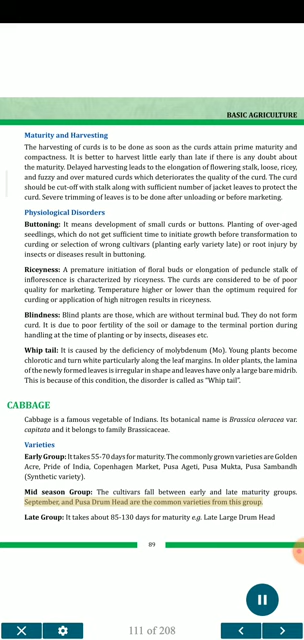 BASIC AGRICULTURE
Maturity and Harvesting
The harvesting of curds is to be done as soon as the curds attain prime maturity and
compactness. It is better to harvest little early than late if there is any doubt about
the maturity. Delayed harvesting leads to the elongation of flowering stalk, loose, ricey,
and fuzzy and over matured curds which deteriorates the quality of the curd. The curd
should be cut-off with stalk along with sufficient number of jacket leaves to protect the
curd. Severe trimming of leaves is to be done after unloading or before marketing.
Physiological Disorders
Buttoning: It means development of small curds or buttons. Planting of over-aged
seedlings, which do not get sufficient time to initiate growth before transformation to
curding or selection of wrong cultivars (planting early variety late) or root injury by
insects or diseases result in buttoning.
Riceyness: A premature initiation of floral buds or elongation of peduncle stalk of
inflorescence is characterized by riceyness. The curds are considered to be of poor
quality for marketing. Temperature higher or lower than the optimum required for
curding or application of high nitrogen results in riceyness.
Blindness: Blind plants are those, which are without terminal bud. They do not form
curd. It is due to poor fertility of the soil or damage to the terminal portion during
handling at the time of planting or by insects, diseases etc.
Whip tail: It is caused by the deficiency of molybdenum (Mo). Young plants become
chlorotic and turn white particularly along the leaf margins. In older plants, the lamina
of the newly formed leaves is irregular in shape and leaves have only a large bare midrib.
This is because of this condition, the disorder is called as "Whip tail".
CABBAGE
Cabbage is a famous vegetable of Indians. Its botanical name is Brassica oleracea var.
capitata and it belongs to family Brassicaceae.
Varieties
Early Group: It takes 55-70 days for maturity. The commonly grown varieties are Golden
Acre, Pride of India, Copenhagen Market, Pusa Ageti, Pusa Mukta, Pusa Sambandh
(Synthetic variety).
Mid season Group: The cultivars fall between early and late maturity groups.
September, and Pusa Drum Head are the common varieties from this group.
Late Group: It takes about 85-130 days for maturity e.g. Late Large Drum Head
89
111 of 208